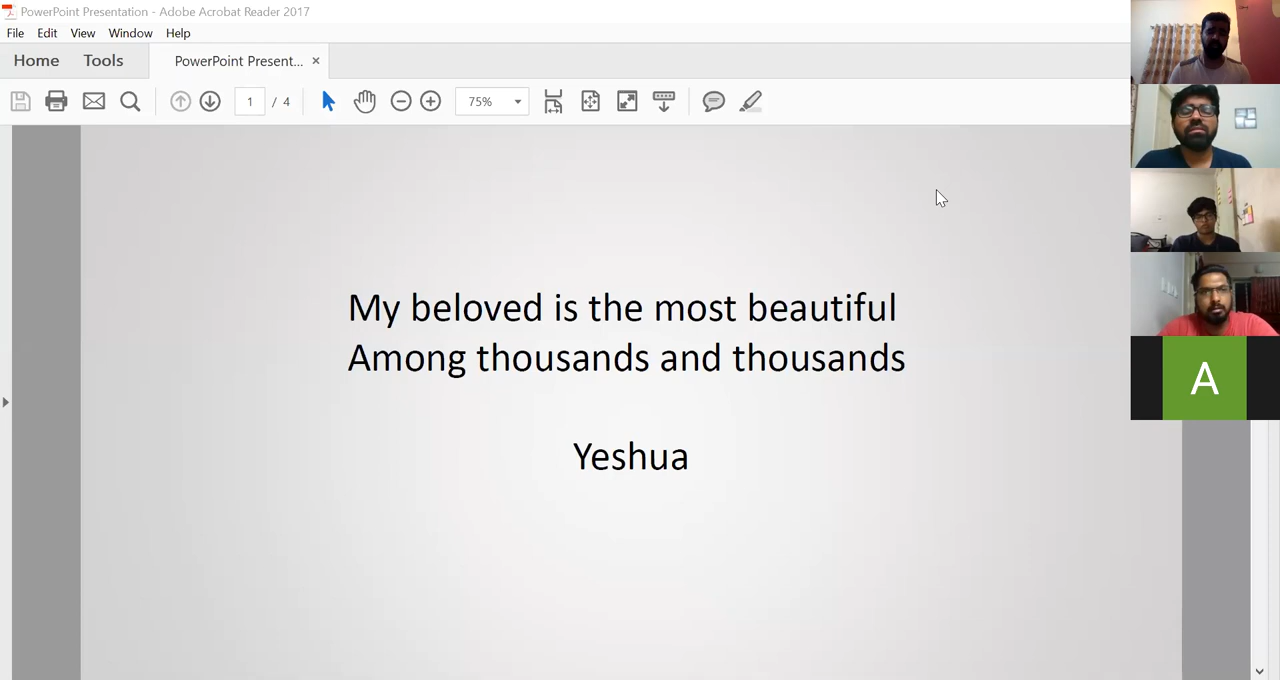 PowerPoint Presentation - Adobe Acrobat Reader 2017
File Edit View Window Help
Home Tools PowerPoint Present... ×
1 / 4 75%
My beloved is the most beautiful
Among thousands and thousands
Yeshua
A